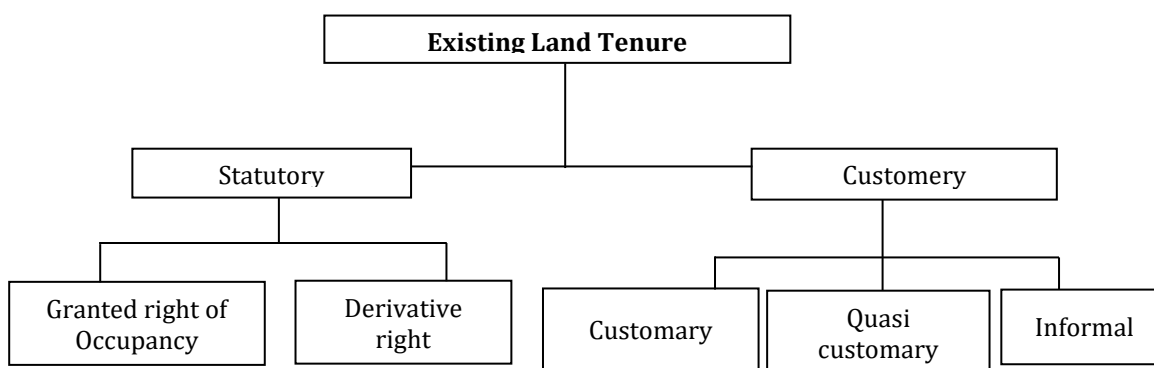 Existing Land Tenure
Statutory
Customery
Granted right of
Occupancy
Derivative
right
Customary
Quasi
customary
Informal